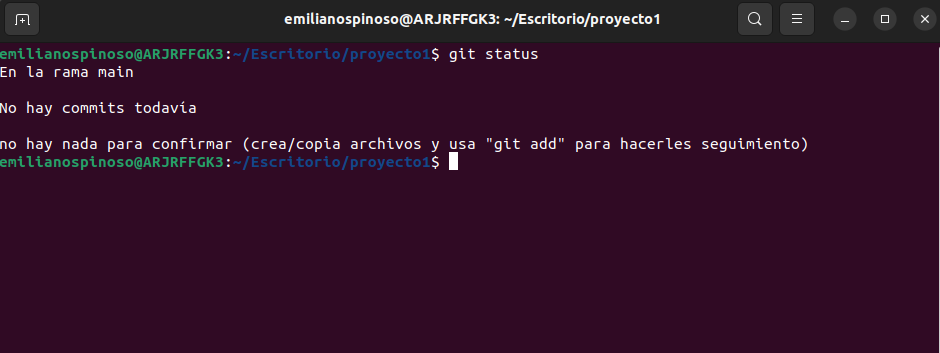 emilianospinoso@ARJRFFGK3: ~/Escritorio/proyecto1
emilianospinoso@ARJRFFGK3:~/Escritorio/proyecto1$ git status
En la rama main
No hay commits todavía
no hay nada para confirmar (crea/copia archivos y usa "git add" para hacerles seguimiento)
emilianospinoso@ARJRFFGK3:~/Escritorio/proyecto1$